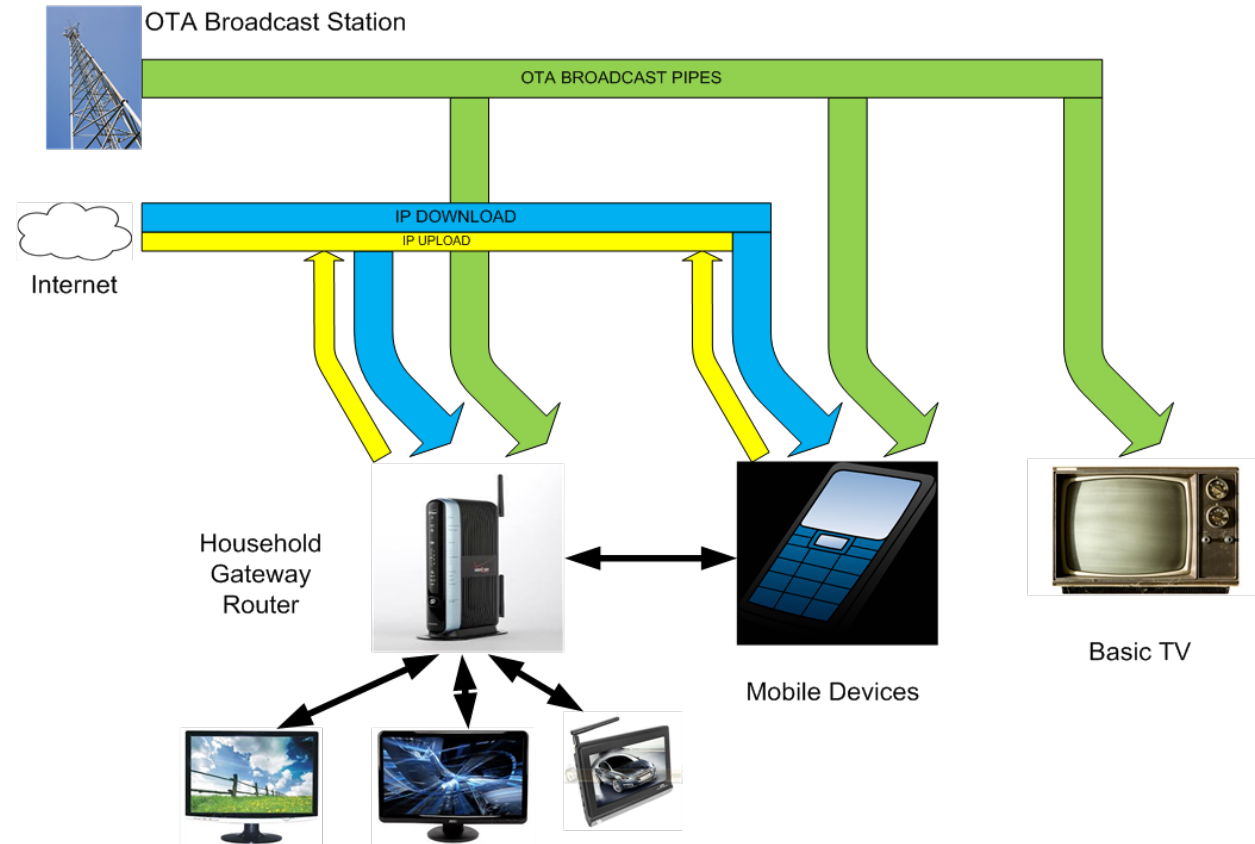 OTA Broadcast Station
OTA BROADCAST PIPES
IP DOWNLOAD
IP UPLOAD
Internet
Household
Gateway
Router
Mobile Devices
Basic TV